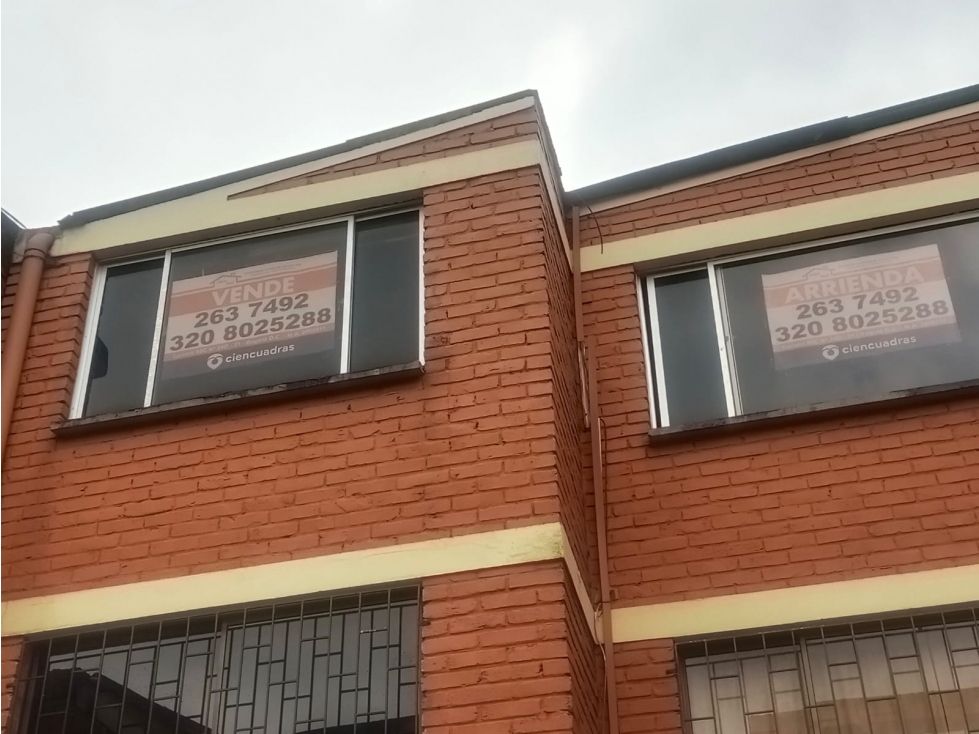 VENDE
263 7492
320 8025288
ciencuadras
ARRIENDA
263 7492
320 8025288
ciencuadras